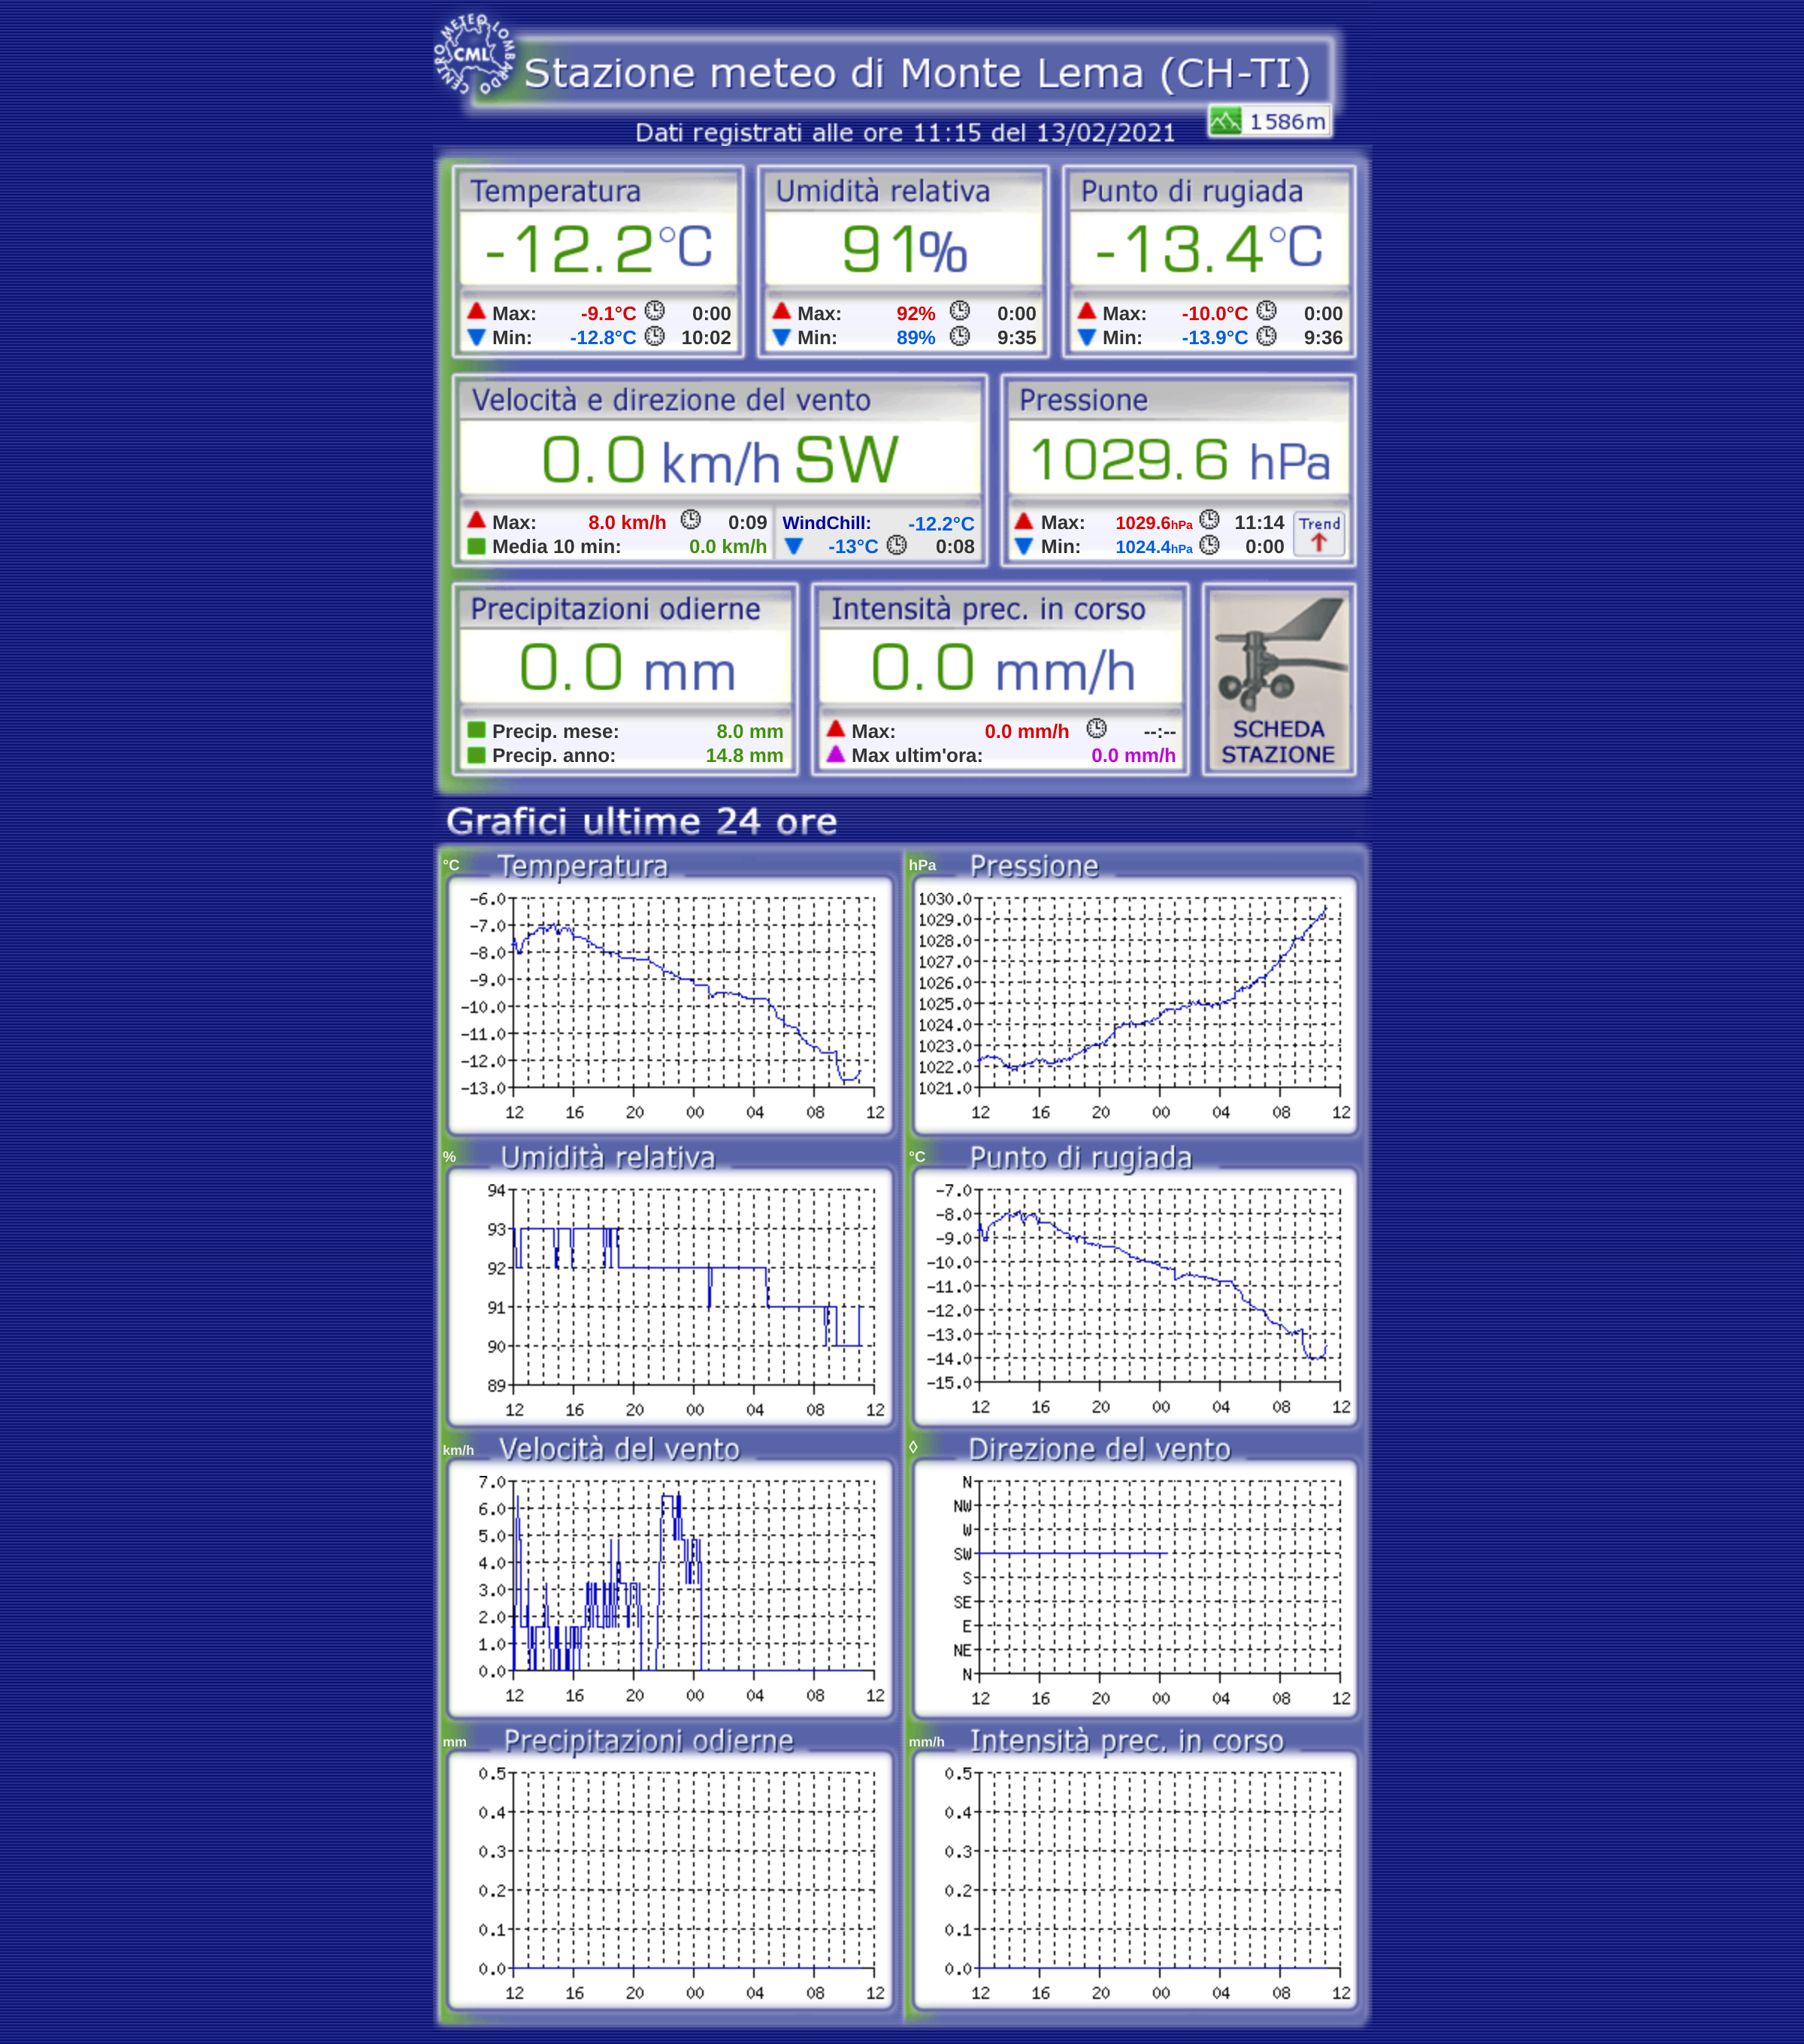 CENTRO METEO LOMBARDO
CML
Stazione meteo di Monte Lema (CH-TI)
1586m
Dati registrati alle ore 11:15 del 13/02/2021
Temperatura
-12.2°C
Max: -9.1°C 0:00
Min: -12.8°C 10:02
Umidità relativa
91%
Max: 92% 0:00
Min: 89% 9:35
Punto di rugiada
-13.4°C
Max: -10.0°C 0:00
Min: -13.9°C 9:36
Velocità e direzione del vento
0.0 km/h SW
Max: 8.0 km/h 0:09
Media 10 min: 0.0 km/h
WindChill: -12.2°C
-13°C 0:08
Pressione
1029.6 hPa
Max: 1029.6hPa 11:14
Min: 1024.4hPa 0:00
Trend
Precipitazioni odierne
0.0 mm
Precip. mese: 8.0 mm
Precip. anno: 14.8 mm
Intensità prec. in corso
0.0 mm/h
Max: 0.0 mm/h --:--
Max ultim'ora: 0.0 mm/h
SCHEDA
STAZIONE
Grafici ultime 24 ore
°C Temperatura
-6.0
-7.0
-8.0
-9.0
-10.0
-11.0
-12.0
-13.0
12 16 20 00 04 08 12
hPa Pressione
1030.0
1029.0
1028.0
1027.0
1026.0
1025.0
1024.0
1023.0
1022.0
1021.0
12 16 20 00 04 08 12
% Umidità relativa
94
93
92
91
90
89
12 16 20 00 04 08 12
°C Punto di rugiada
-7.0
-8.0
-9.0
-10.0
-11.0
-12.0
-13.0
-14.0
-15.0
12 16 20 00 04 08 12
km/h Velocità del vento
7.0
6.0
5.0
4.0
3.0
2.0
1.0
0.0
12 16 20 00 04 08 12
◊ Direzione del vento
N
NW
W
SW
S
SE
E
NE
N
12 16 20 00 04 08 12
mm Precipitazioni odierne
0.5
0.4
0.3
0.2
0.1
0.0
12 16 20 00 04 08 12
mm/h Intensità prec. in corso
0.5
0.4
0.3
0.2
0.1
0.0
12 16 20 00 04 08 12